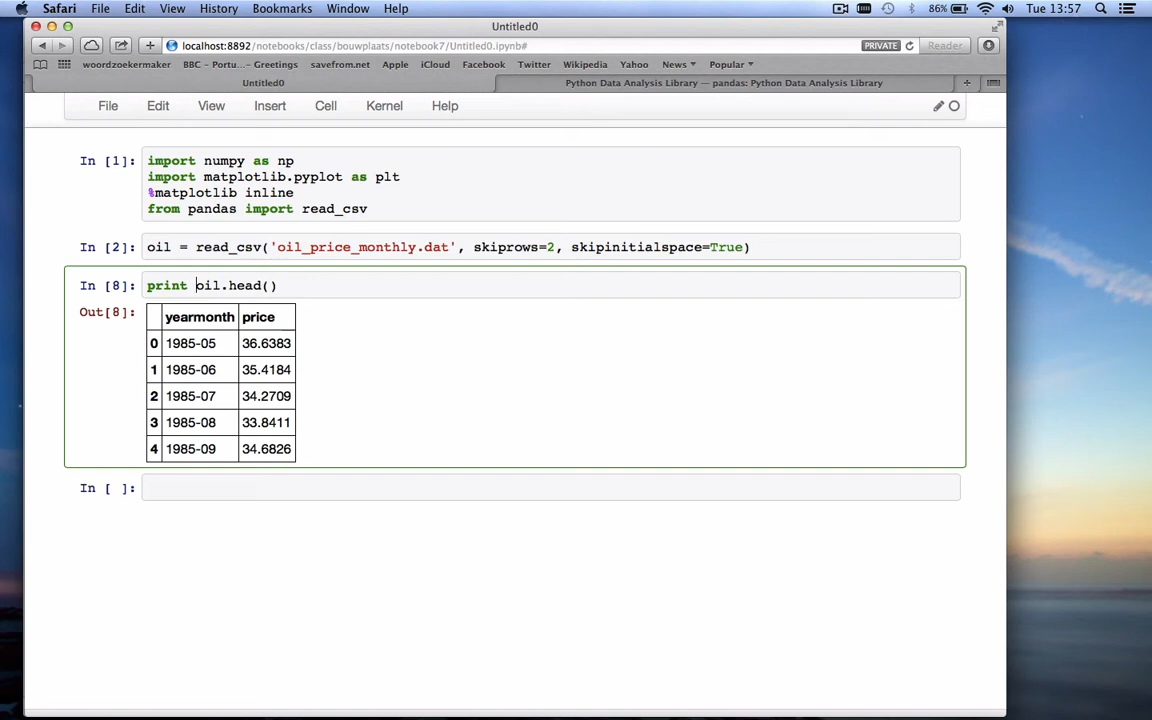 Safari File Edit View History Bookmarks Window Help 86% Tue 13:57
Untitled0
localhost:8892/notebooks/class/bouwplaats/notebook7/Untitled0.ipynb# PRIVATE Reader
woordzoekermaker BBC - Portu...- Greetings savefrom.net Apple iCloud Facebook Twitter Wikipedia Yahoo News Popular
Untitled0 Python Data Analysis Library — pandas: Python Data Analysis Library
File Edit View Insert Cell Kernel Help
In [1]: import numpy as np
import matplotlib.pyplot as plt
%matplotlib inline
from pandas import read_csv
In [2]: oil = read_csv('oil_price_monthly.dat', skiprows=2, skipinitialspace=True)
In [8]: print oil.head()
Out[8]:
yearmonth price
0 1985-05 36.6383
1 1985-06 35.4184
2 1985-07 34.2709
3 1985-08 33.8411
4 1985-09 34.6826
In [ ]: